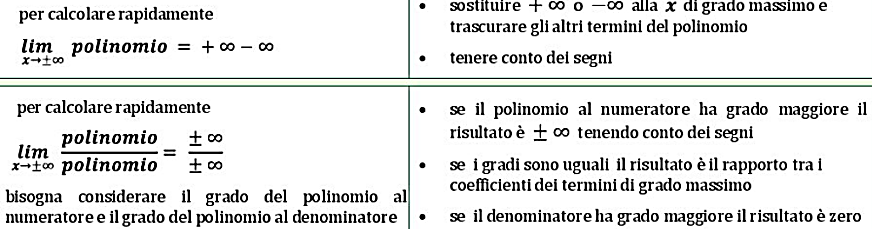 per calcolare rapidamente
lim x→±∞ polinomio = + ∞ − ∞
• sostituire + ∞ o −∞ alla x di grado massimo e
trascurare gli altri termini del polinomio
• tenere conto dei segni
per calcolare rapidamente
lim x→±∞ polinomio / polinomio = ± ∞ / ± ∞
bisogna considerare il grado del polinomio al
numeratore e il grado del polinomio al denominatore
• se il polinomio al numeratore ha grado maggiore il
risultato è ± ∞ tenendo conto dei segni
• se i gradi sono uguali il risultato è il rapporto tra i
coefficienti dei termini di grado massimo
• se il denominatore ha grado maggiore il risultato è zero